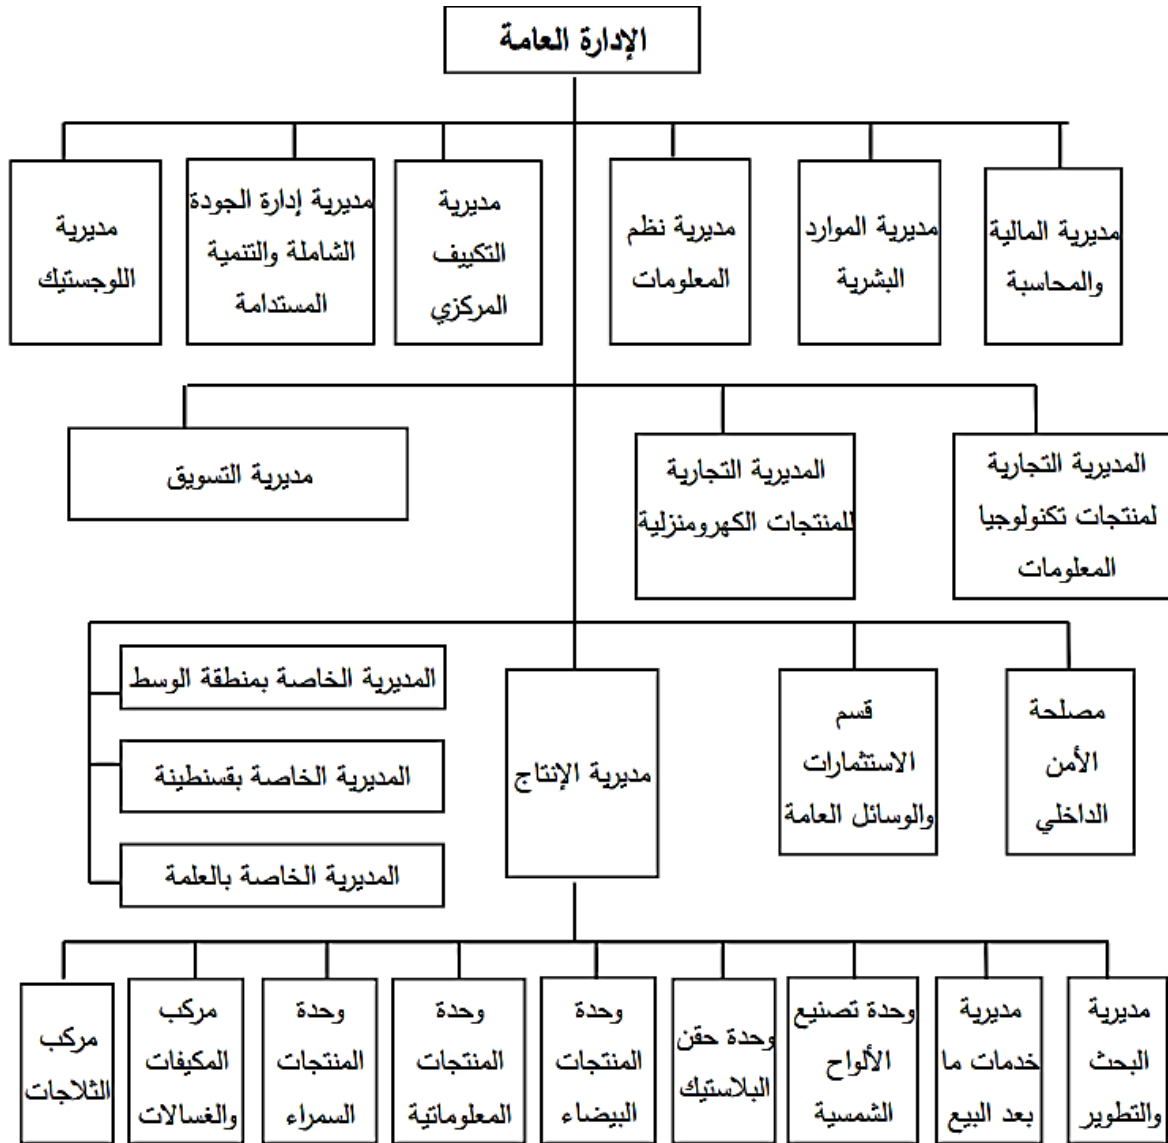 الإدارة العامة
مديرية المالية
والمحاسبة
مديرية الموارد
البشرية
مديرية نظم
المعلومات
مديرية
التكييف
المركزي
مديرية إدارة الجودة
الشاملة والتنمية
المستدامة
مديرية
اللوجستيك
المديرية التجارية
لمنتجات تكنولوجيا
المعلومات
المديرية التجارية
للمنتجات الكهرومنزلية
مديرية التسويق
مصلحة
الأمن
الداخلي
قسم
الاستثمارات
والوسائل العامة
مديرية الإنتاج
المديرية الخاصة بمنطقة الوسط
المديرية الخاصة بقسنطينة
المديرية الخاصة بالعلمة
مديرية
البحث
والتطوير
مديرية
خدمات ما
بعد البيع
وحدة تصنيع
الألواح
الشمسية
وحدة حقن
البلاستيك
وحدة
المنتجات
البيضاء
وحدة
المنتجات
المعلوماتية
وحدة
المنتجات
السمراء
مركب
المكيفات
والغسالات
مركب
الثلاجات